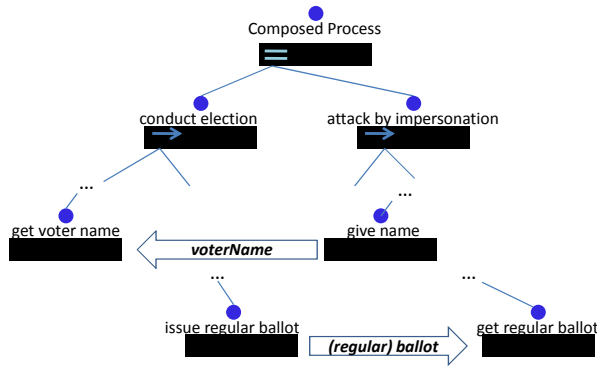 Composed Process
conduct election
attack by impersonation
...
...
get voter name
give name
voterName
...
...
issue regular ballot
get regular ballot
(regular) ballot